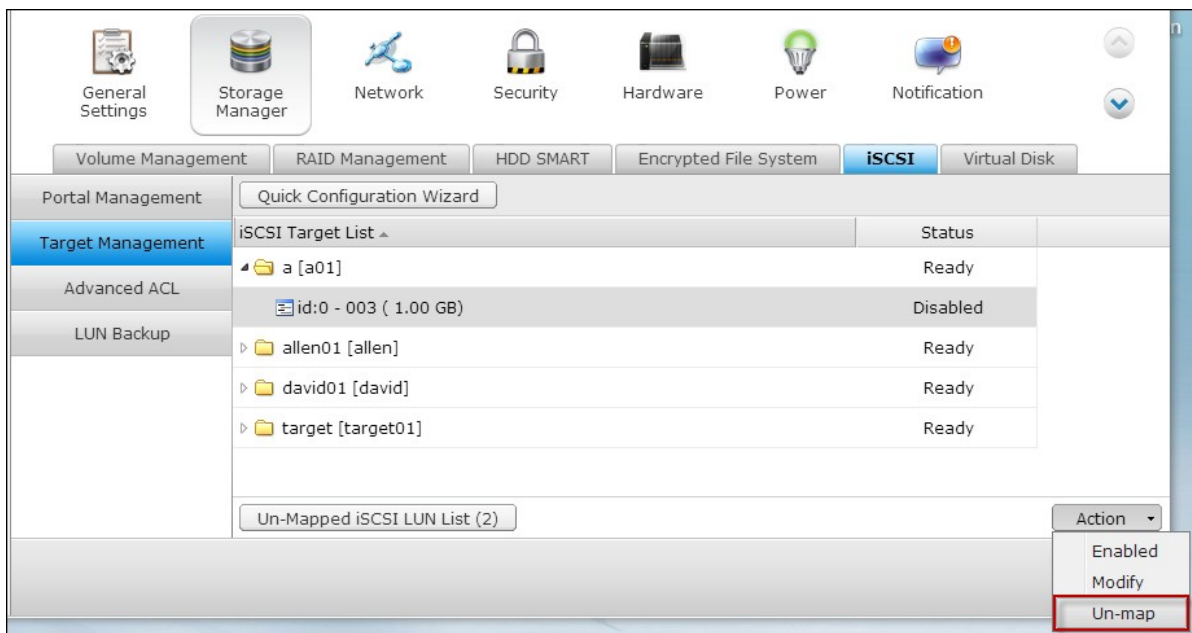 n
General
Settings
Storage
Manager
Network
Security
Hardware
Power
Notification
Volume Management
RAID Management
HDD SMART
Encrypted File System
iSCSI
Virtual Disk
Portal Management
Quick Configuration Wizard
Target Management
iSCSI Target List
Status
a [a01]
Ready
Advanced ACL
id:0 - 003 ( 1.00 GB)
Disabled
LUN Backup
allen01 [allen]
Ready
david01 [david]
Ready
target [target01]
Ready
Un-Mapped iSCSI LUN List (2)
Action
Enabled
Modify
Un-map